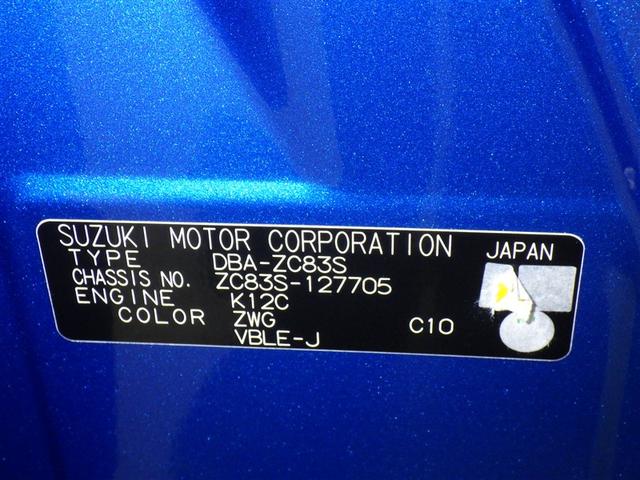 SUZUKI MOTOR CORPORATION JAPAN
TYPE DBA-ZC83S
CHASSIS NO. ZC83S-127705
ENGINE K12C
COLOR ZWG C10
VBLE-J